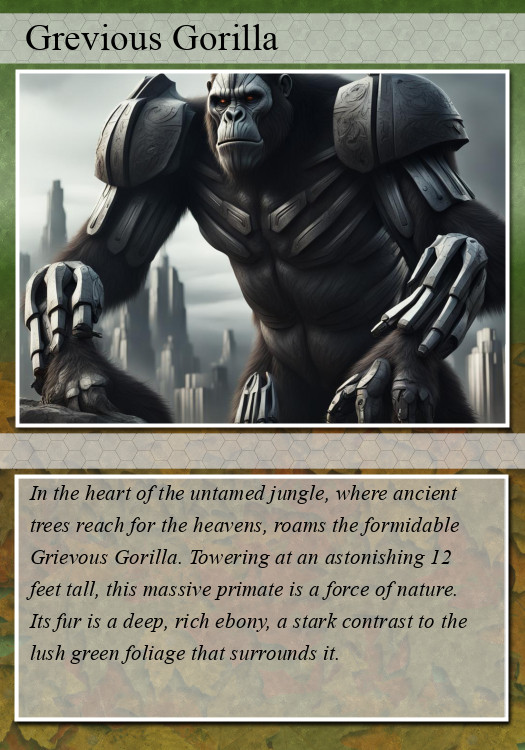 Grevious Gorilla
In the heart of the untamed jungle, where ancient
trees reach for the heavens, roams the formidable
Grievous Gorilla. Towering at an astonishing 12
feet tall, this massive primate is a force of nature.
Its fur is a deep, rich ebony, a stark contrast to the
lush green foliage that surrounds it.